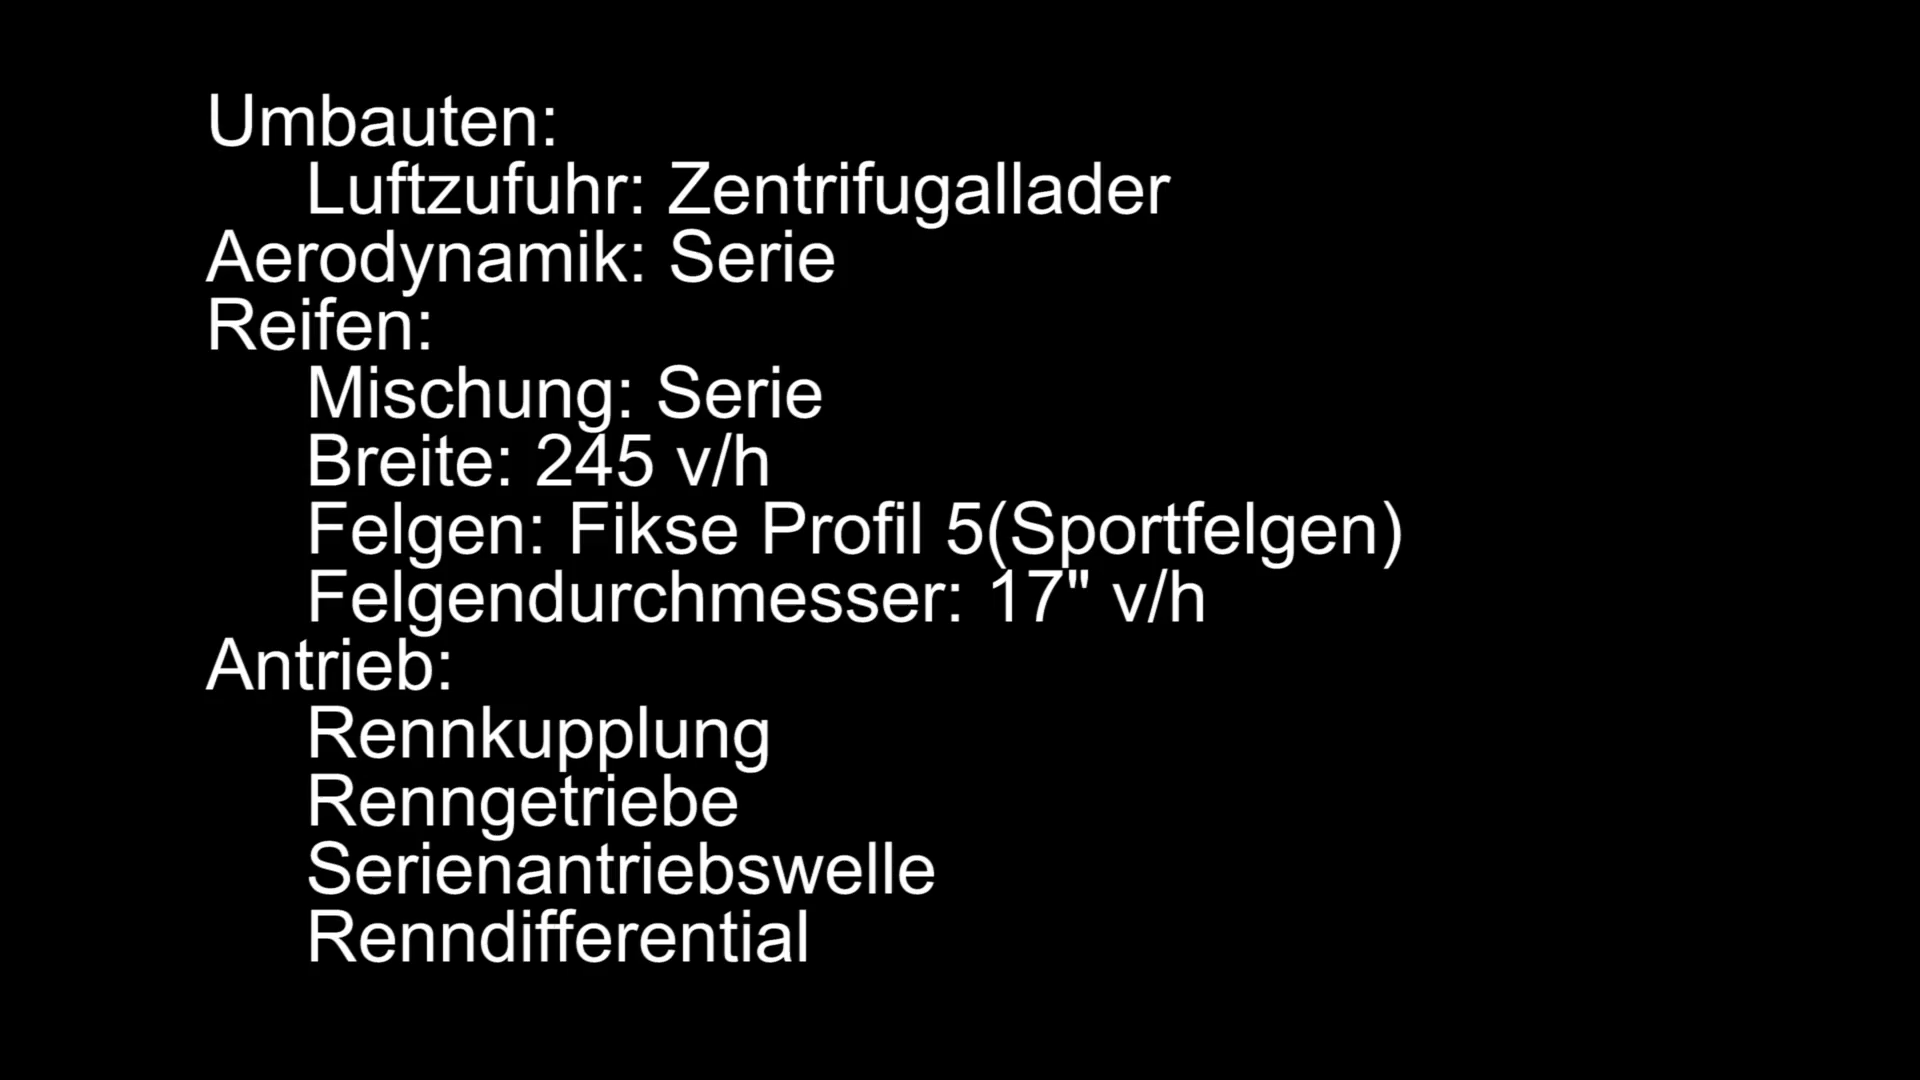 Umbauten:
Luftzufuhr: Zentrifugallader
Aerodynamik: Serie
Reifen:
Mischung: Serie
Breite: 245 v/h
Felgen: Fikse Profil 5(Sportfelgen)
Felgendurchmesser: 17" v/h
Antrieb:
Rennkupplung
Renngetriebe
Serienantriebswelle
Renndifferential